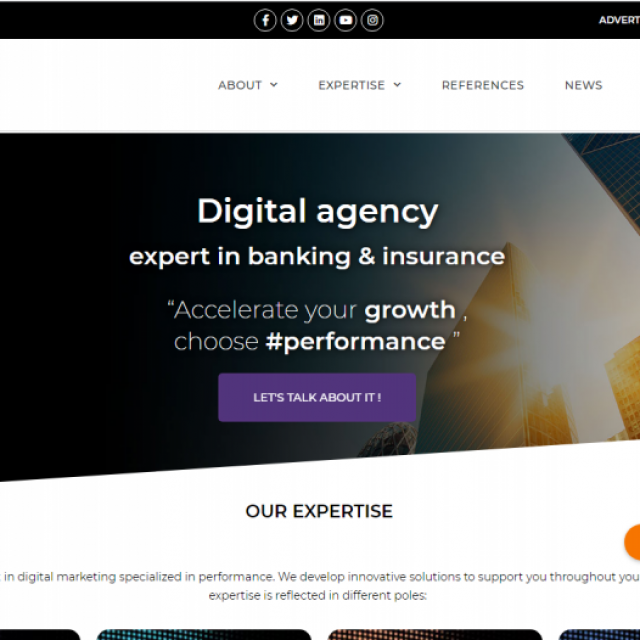 ADVERT
ABOUT
EXPERTISE
REFERENCES
NEWS
Digital agency
expert in banking & insurance
“Accelerate your growth ,
choose #performance ”
LET'S TALK ABOUT IT !
OUR EXPERTISE
in digital marketing specialized in performance. We develop innovative solutions to support you throughout you
expertise is reflected in different poles: